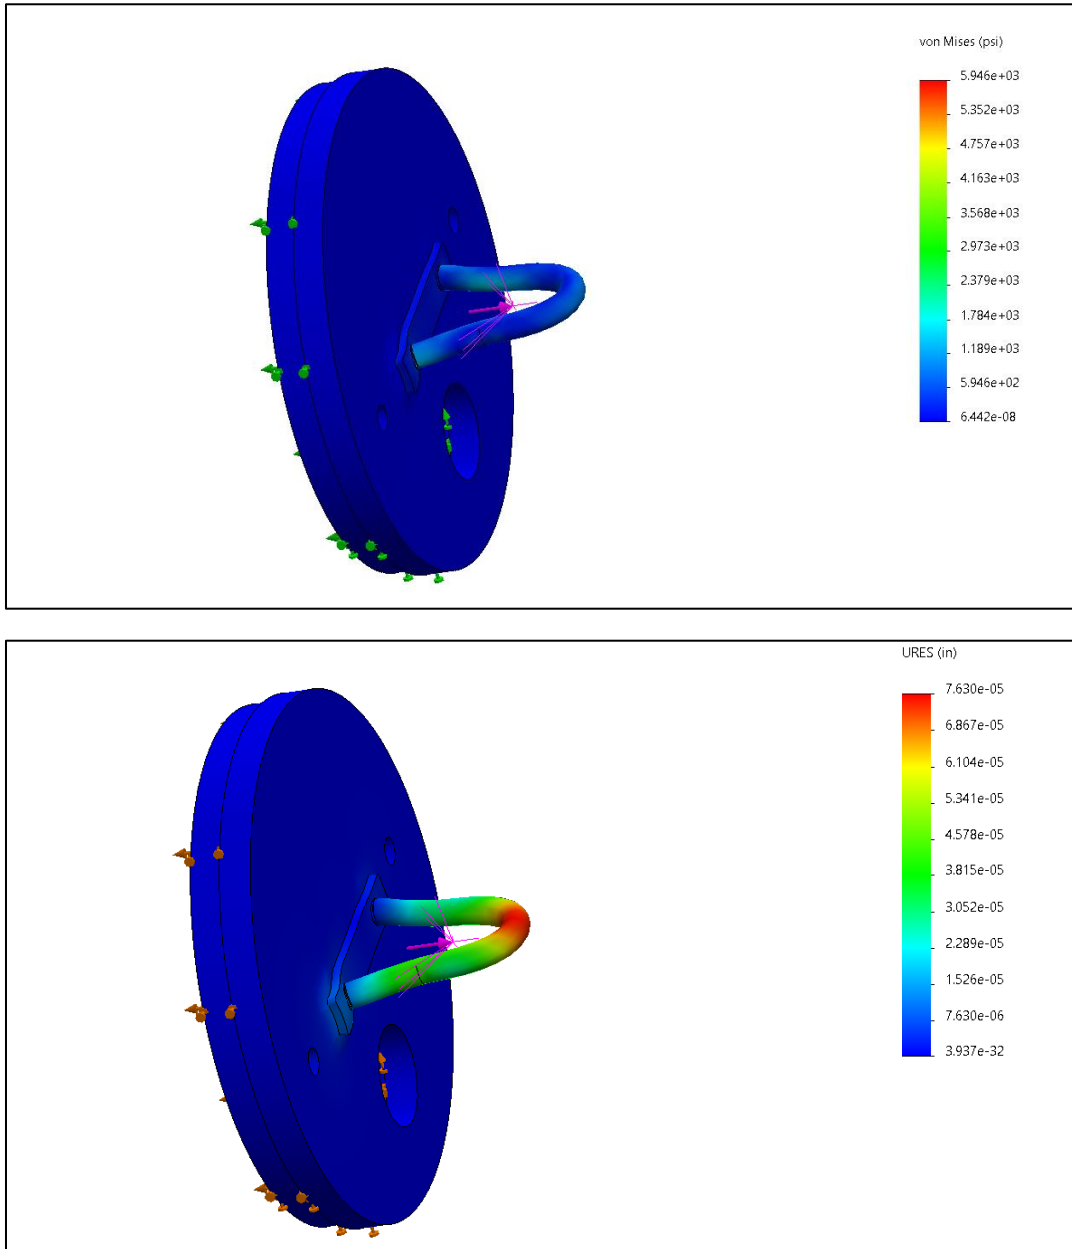 von Mises (psi)
5.946e+03
5.352e+03
4.757e+03
4.163e+03
3.568e+03
2.973e+03
2.379e+03
1.784e+03
1.189e+03
5.946e+02
6.442e-08
URES (in)
7.630e-05
6.867e-05
6.104e-05
5.341e-05
4.578e-05
3.815e-05
3.052e-05
2.289e-05
1.526e-05
7.630e-06
3.937e-32